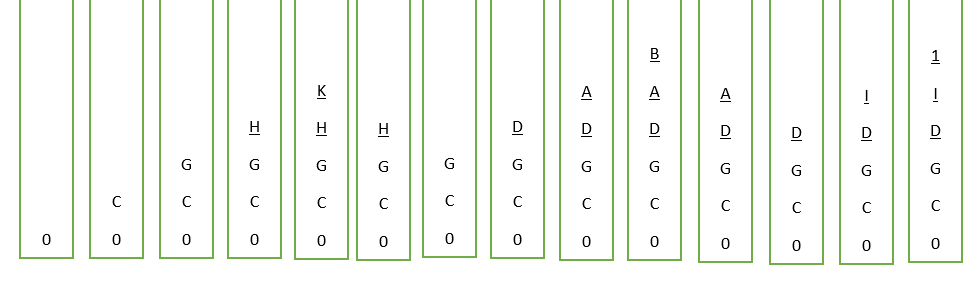 B 1
K A A A I I
H H H D D D D D D D
G G G G G G G G G G G G
C C C C C C C C C C C C C
0 0 0 0 0 0 0 0 0 0 0 0 0 0